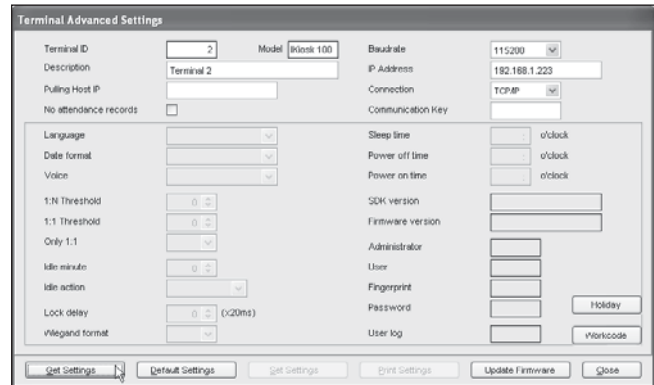 Terminal Advanced Settings
Terminal ID 2 Model iKiosk 100 Baudrate 115200
Description Terminal 2 IP Address 192.168.1.223
Pulling Host IP Connection TCP/IP
No attendance records Communication Key
Language Sleep time : o'clock
Date format Power off time : o'clock
Voice Power on time : o'clock
1:N Threshold 0 SDK version
1:1 Threshold 0 Firmware version
Only 1:1 Administrator
Idle minute 0 User
Idle action Fingerprint
Lock delay 0 (x20ms) Password Holiday
Wiegand format User log Workcode
Get Settings Default Settings Set Settings Print Settings Update Firmware Close